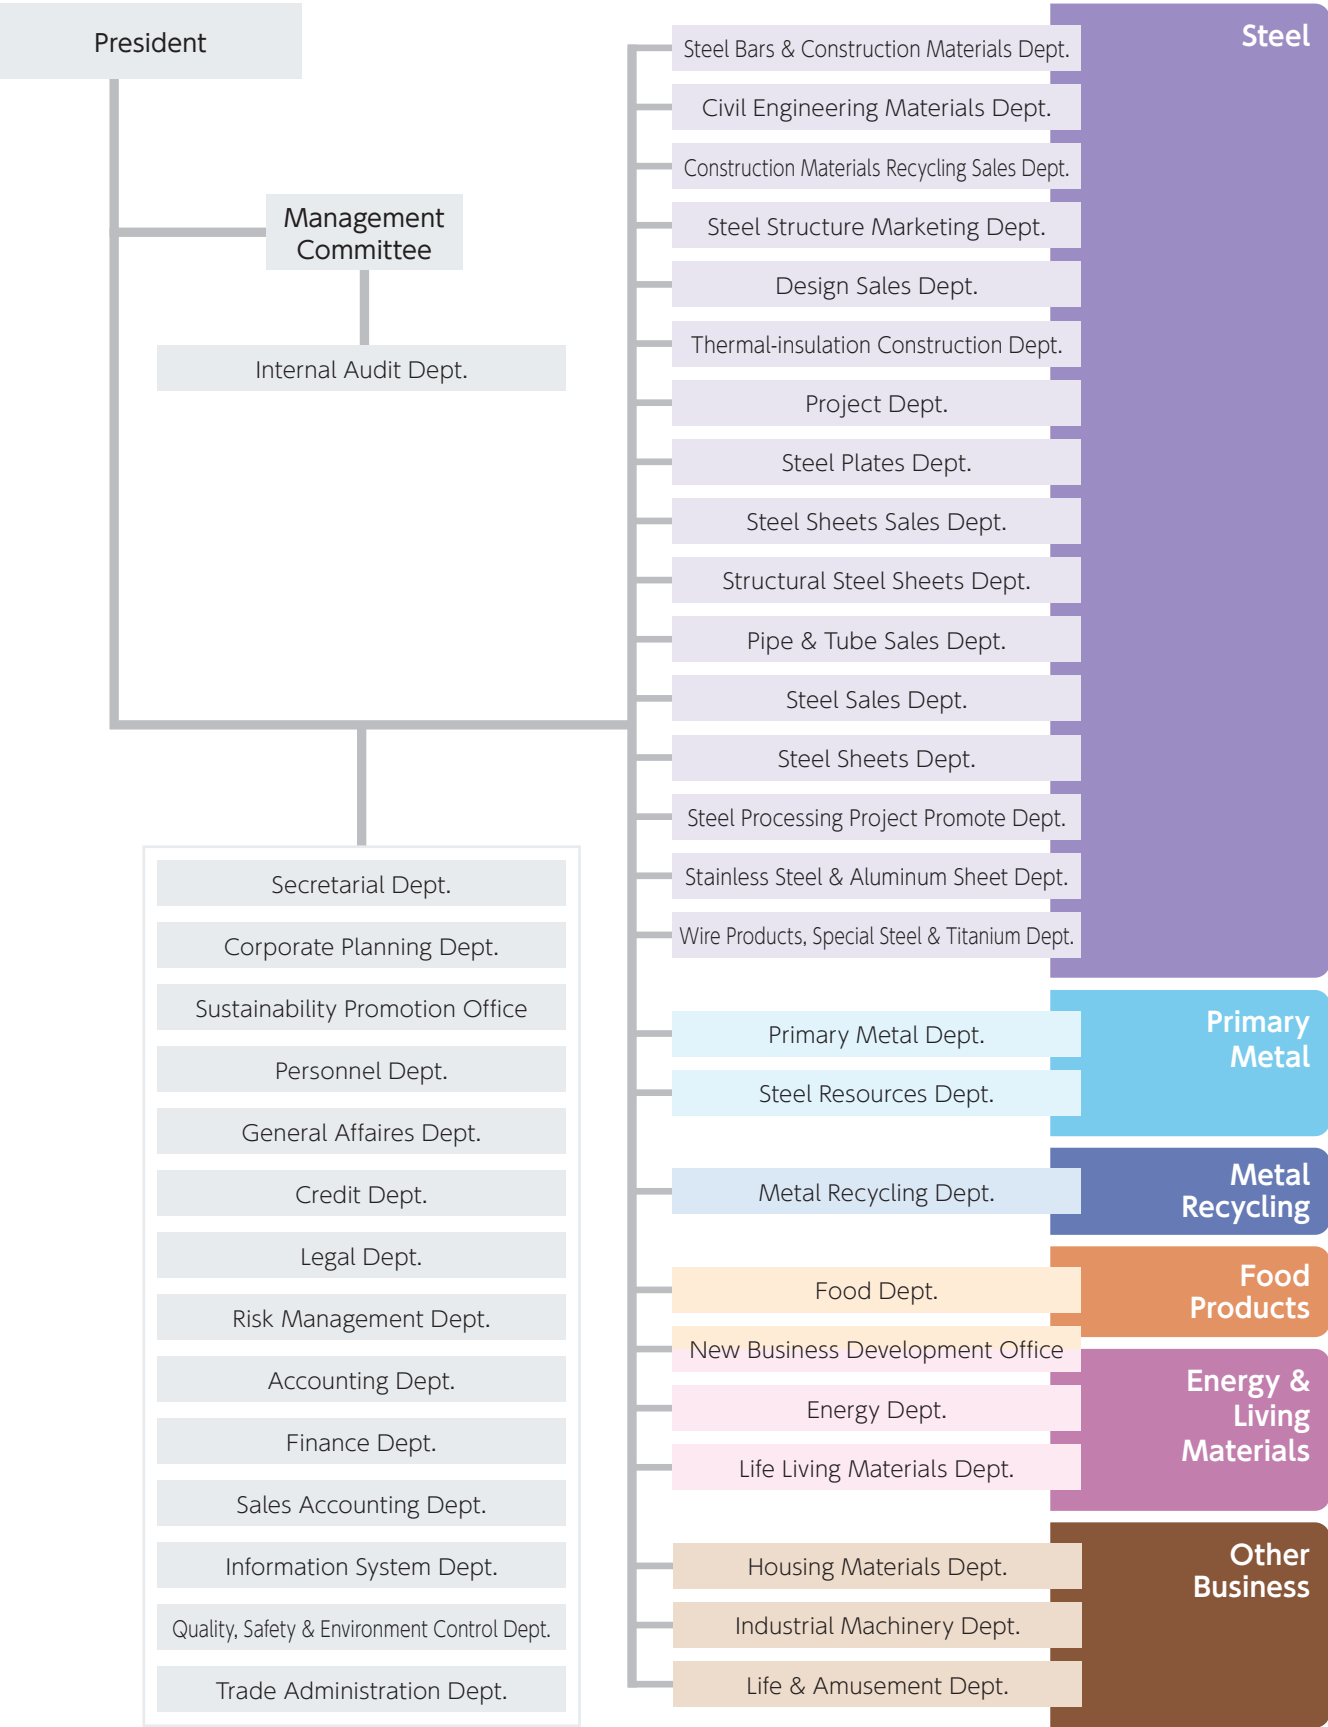 President
Management
Committee
Internal Audit Dept.
Secretarial Dept.
Corporate Planning Dept.
Sustainability Promotion Office
Personnel Dept.
General Affaires Dept.
Credit Dept.
Legal Dept.
Risk Management Dept.
Accounting Dept.
Finance Dept.
Sales Accounting Dept.
Information System Dept.
Quality, Safety & Environment Control Dept.
Trade Administration Dept.
Steel
Steel Bars & Construction Materials Dept.
Civil Engineering Materials Dept.
Construction Materials Recycling Sales Dept.
Steel Structure Marketing Dept.
Design Sales Dept.
Thermal-insulation Construction Dept.
Project Dept.
Steel Plates Dept.
Steel Sheets Sales Dept.
Structural Steel Sheets Dept.
Pipe & Tube Sales Dept.
Steel Sales Dept.
Steel Sheets Dept.
Steel Processing Project Promote Dept.
Stainless Steel & Aluminum Sheet Dept.
Wire Products, Special Steel & Titanium Dept.
Primary
Metal
Primary Metal Dept.
Steel Resources Dept.
Metal
Recycling
Metal Recycling Dept.
Food
Products
Food Dept.
New Business Development Office
Energy &
Living
Materials
Energy Dept.
Life Living Materials Dept.
Other
Business
Housing Materials Dept.
Industrial Machinery Dept.
Life & Amusement Dept.